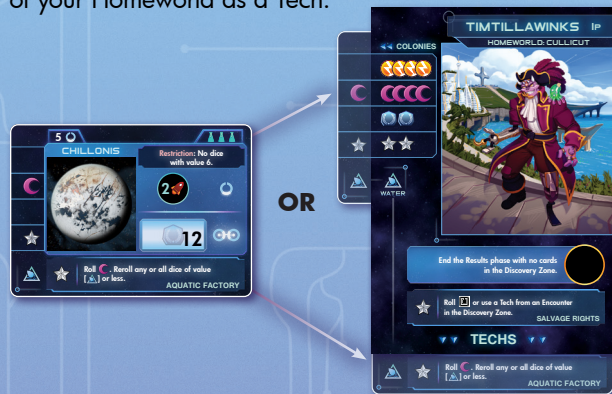 of your Homeworld as a Tech.
5
CHILLONIS
Restriction: No dice
with value 6.
2
12
Roll . Reroll any or all dice of value
[ ] or less.
AQUATIC FACTORY
OR
COLONIES
WATER
TIMTILLAWINKS 1P
HOMEWORLD: CULLICUT
End the Results phase with no cards
in the Discovery Zone.
Roll or use a Tech from an Encounter
in the Discovery Zone.
SALVAGE RIGHTS
TECHS
Roll . Reroll any or all dice of value
[ ] or less.
AQUATIC FACTORY